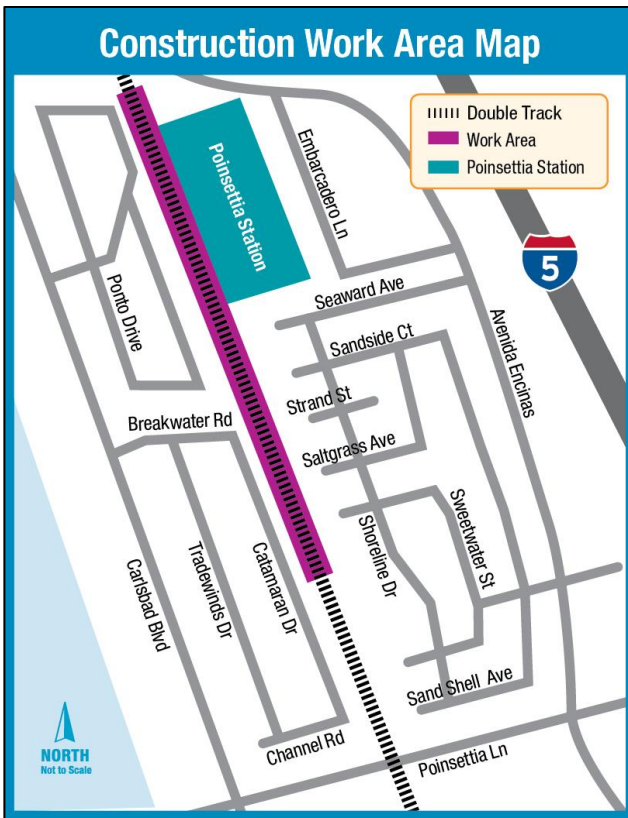 Construction Work Area Map
Double Track
Work Area
Poinsettia Station
5
Poinsettia Station
Embarcadero Ln
Ponto Drive
Seaward Ave
Sandside Ct
Avenida Encinas
Strand St
Breakwater Rd
Saltgrass Ave
Sweetwater St
Shoreline Dr
Catamaran Dr
Tradewinds Dr
Carlsbad Blvd
Sand Shell Ave
Channel Rd
Poinsettia Ln
NORTH
Not to Scale